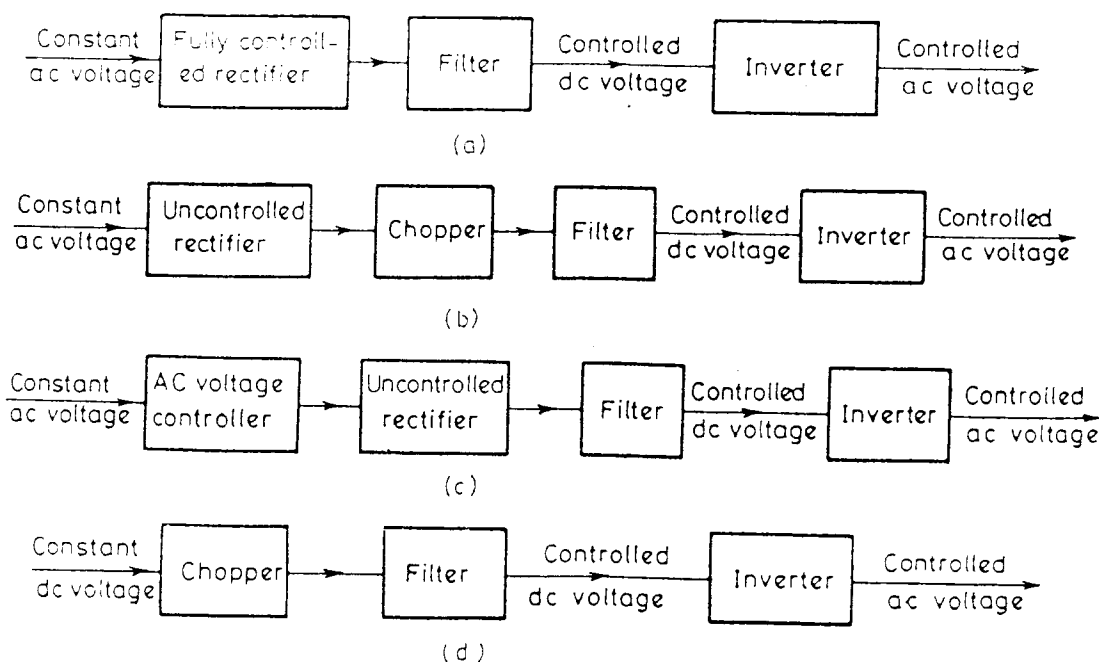 Constant
ac voltage
Fully controll-
ed rectifier
Filter
Controlled
dc voltage
Inverter
Controlled
ac voltage
(a)
Constant
ac voltage
Uncontrolled
rectifier
Chopper
Filter
Controlled
dc voltage
Inverter
Controlled
ac voltage
(b)
Constant
ac voltage
AC voltage
controller
Uncontrolled
rectifier
Filter
Controlled
dc voltage
Inverter
Controlled
ac voltage
(c)
Constant
dc voltage
Chopper
Filter
Controlled
dc voltage
Inverter
Controlled
ac voltage
(d)